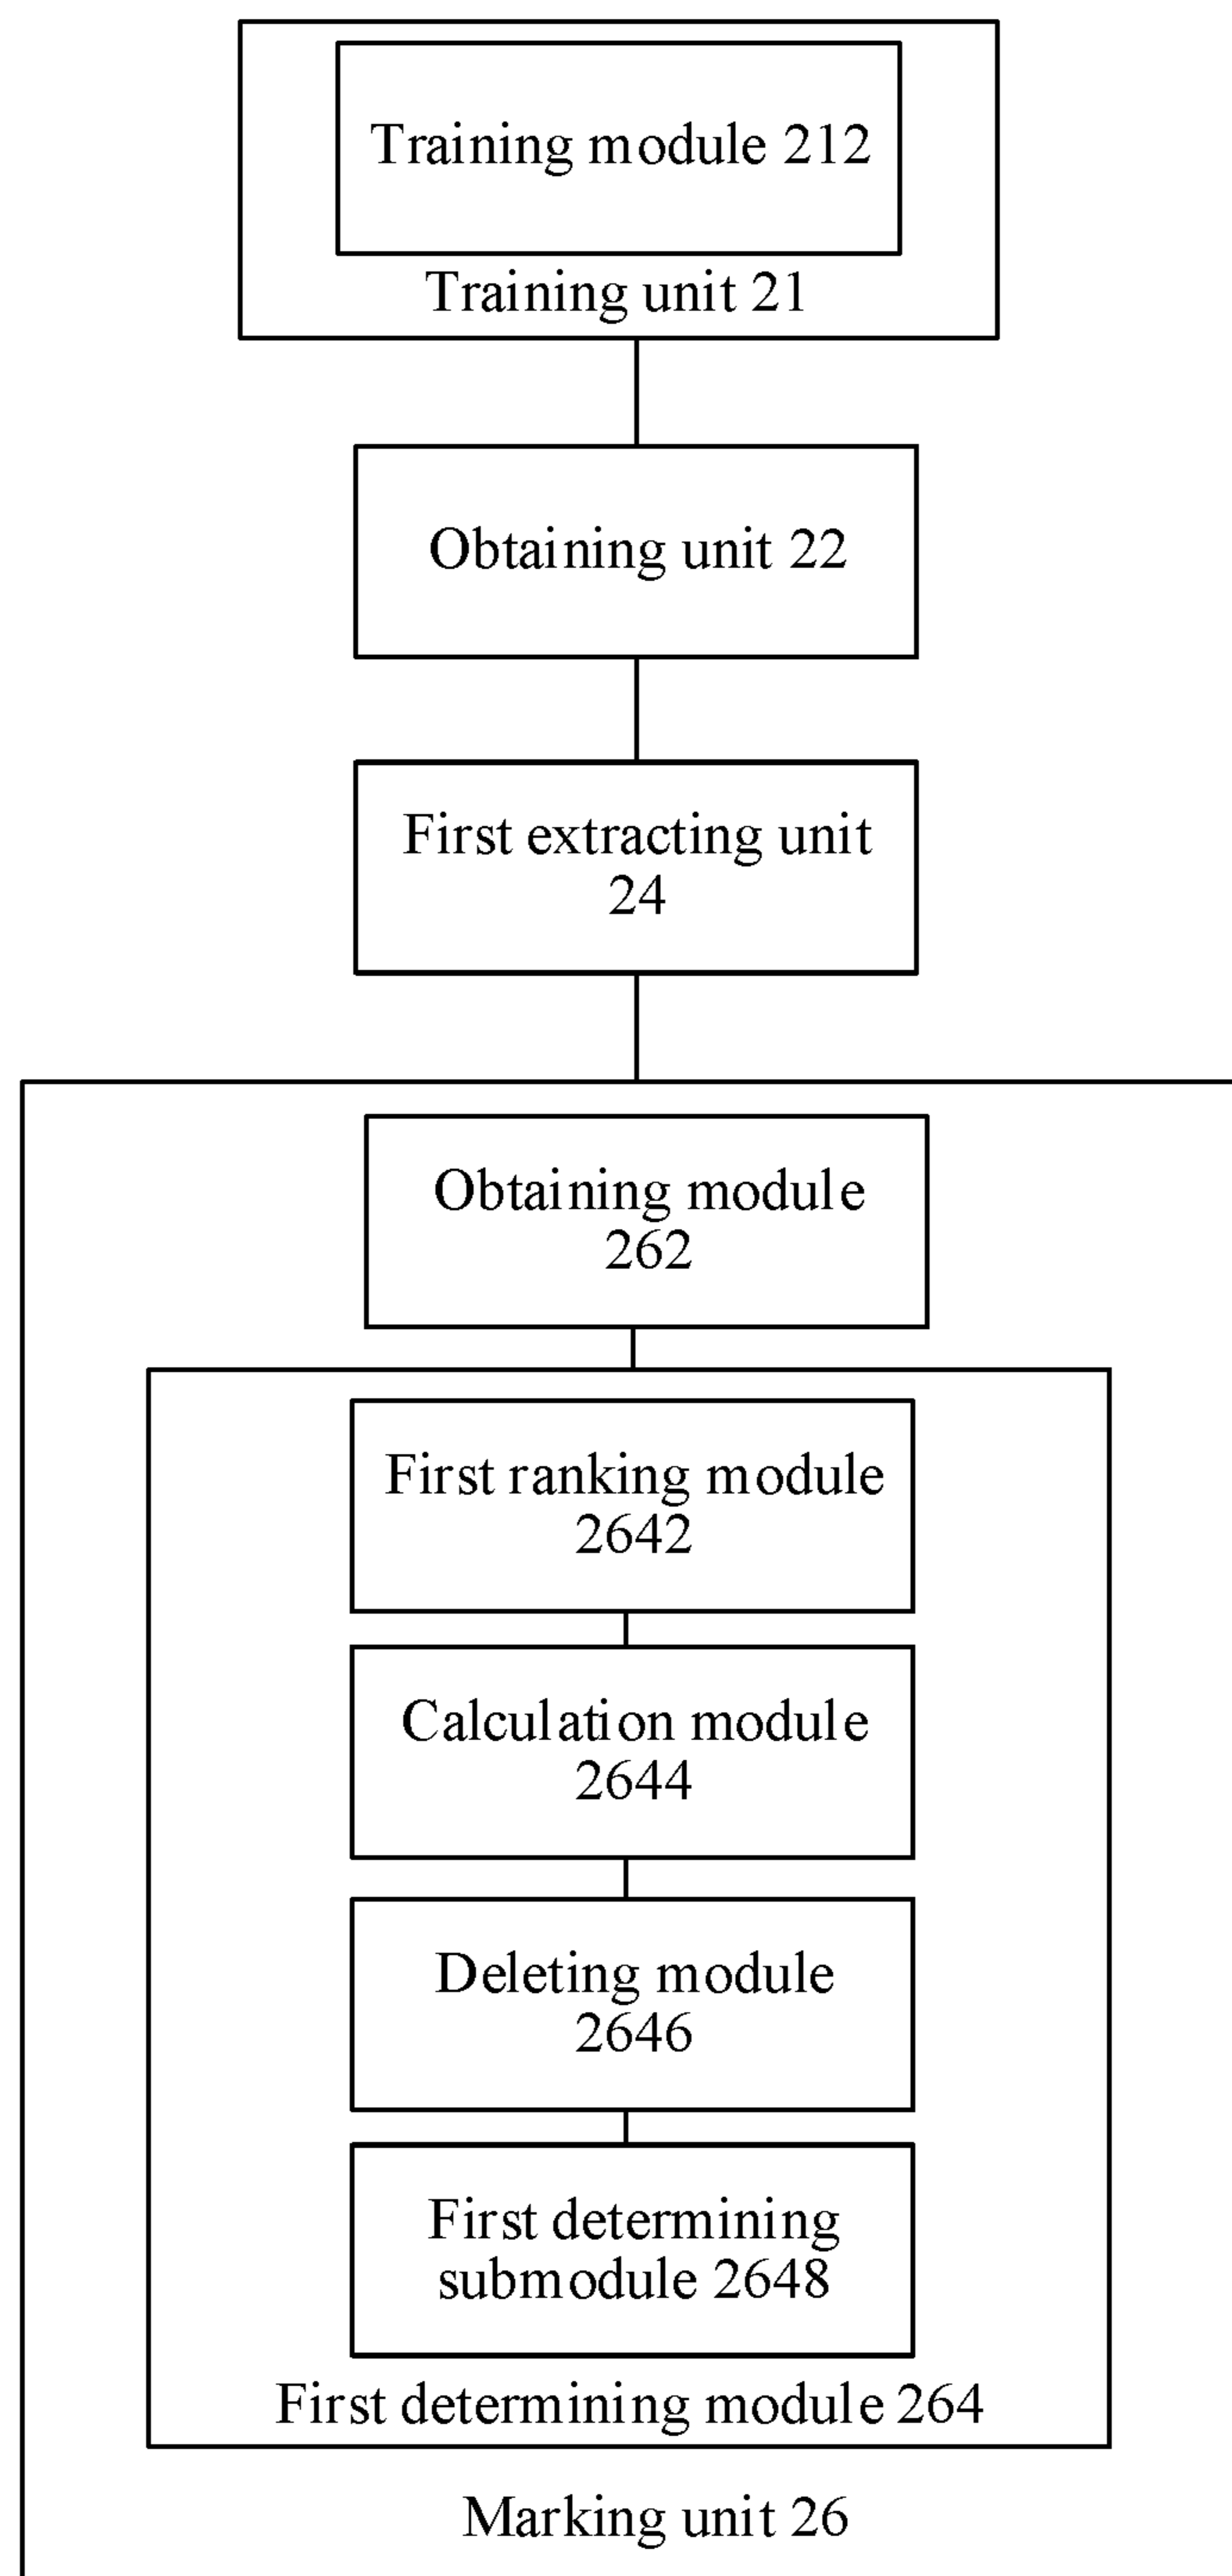 Training module 212
Training unit 21
Obtaining unit 22
First extracting unit
24
Obtaining module
262
First ranking module
2642
Calculation module
2644
Deleting module
2646
First determining
submodule 2648
First determining module 264
Marking unit 26